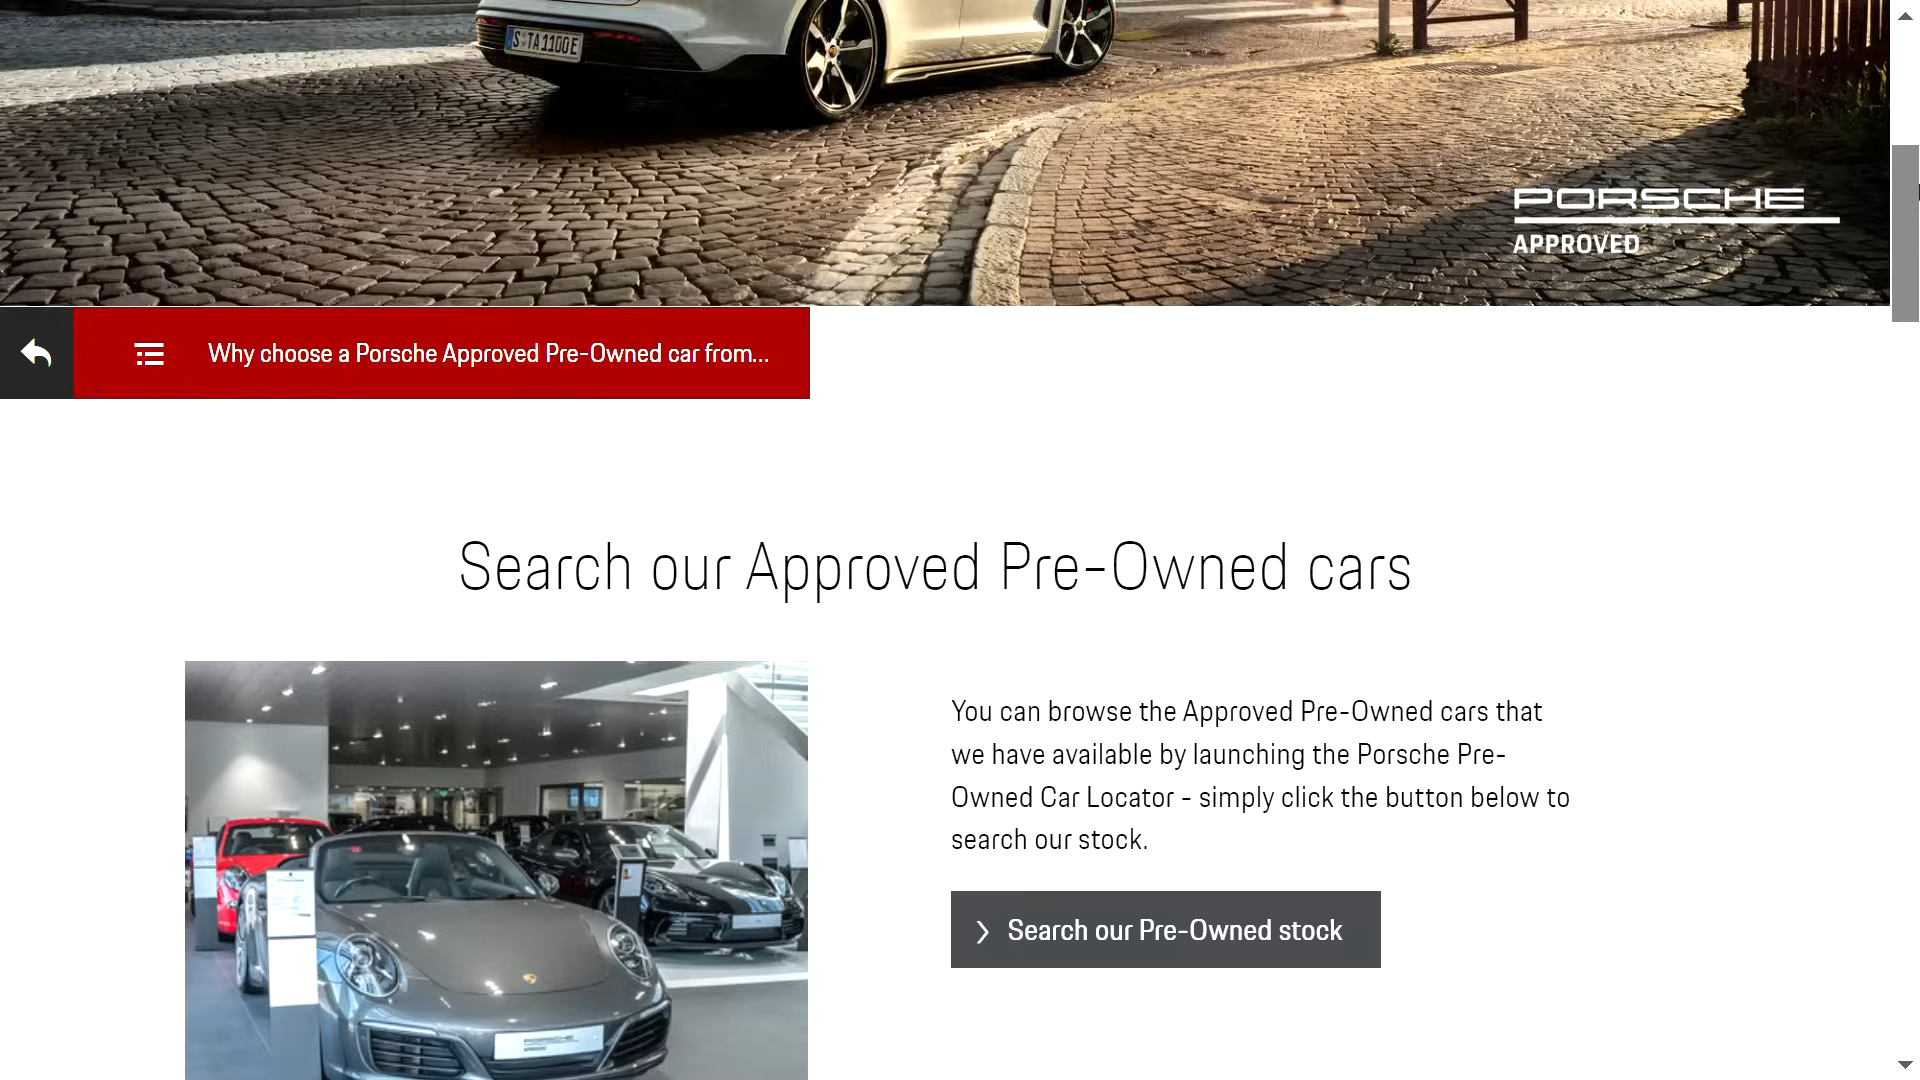 S TA1100E
PORSCHE
APPROVED
Why choose a Porsche Approved Pre-Owned car from...
Search our Approved Pre-Owned cars
You can browse the Approved Pre-Owned cars that
we have available by launching the Porsche Pre-
Owned Car Locator - simply click the button below to
search our stock.
Search our Pre-Owned stock